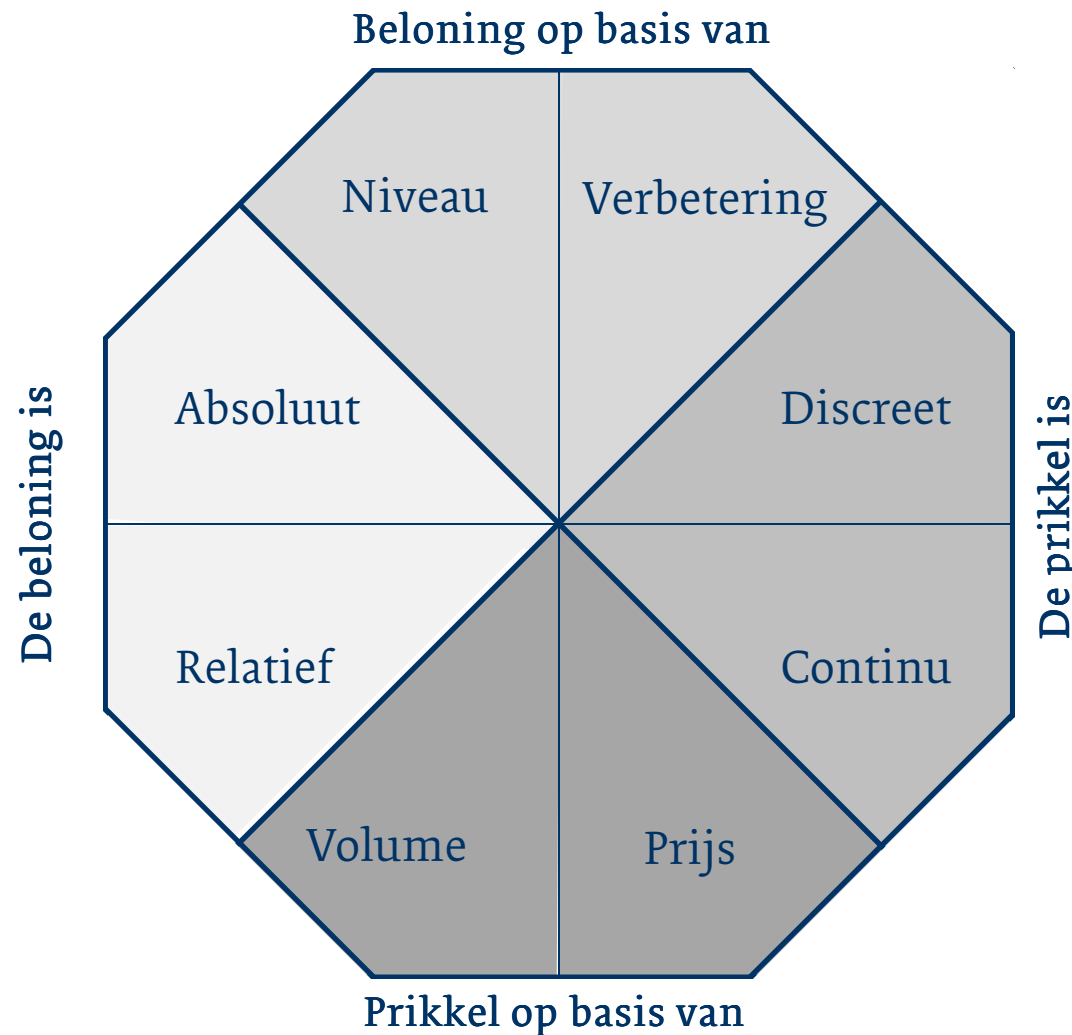 Beloning op basis van
Niveau
Verbetering
De beloning is
Absoluut
Discreet
De prikkel is
Relatief
Continu
Volume
Prijs
Prikkel op basis van